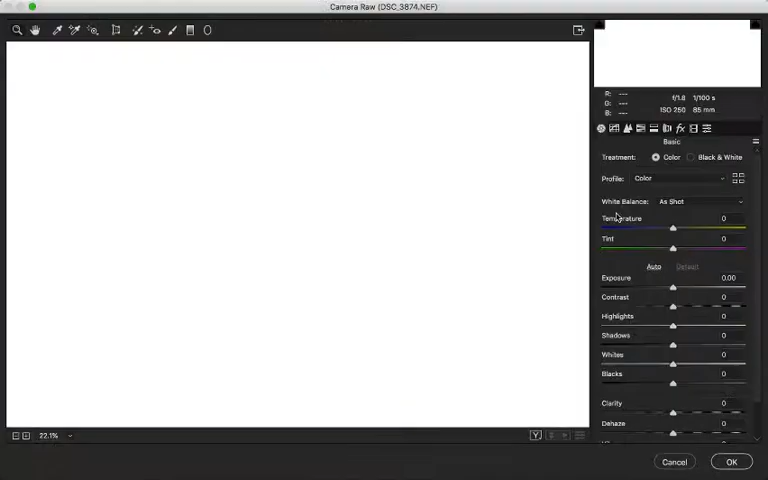 Camera Raw (DSC_3874.NEF)
R: ---
G: ---
B: ---
f/1.8 1/100 s
ISO 250 85 mm
fx
Basic
Treatment: Color Black & White
Profile: Color
White Balance: As Shot
Temperature 0
Tint 0
Auto Default
Exposure 0.00
Contrast 0
Highlights 0
Shadows 0
Whites 0
Blacks 0
Clarity 0
Dehaze 0
22.1% Y
Cancel OK